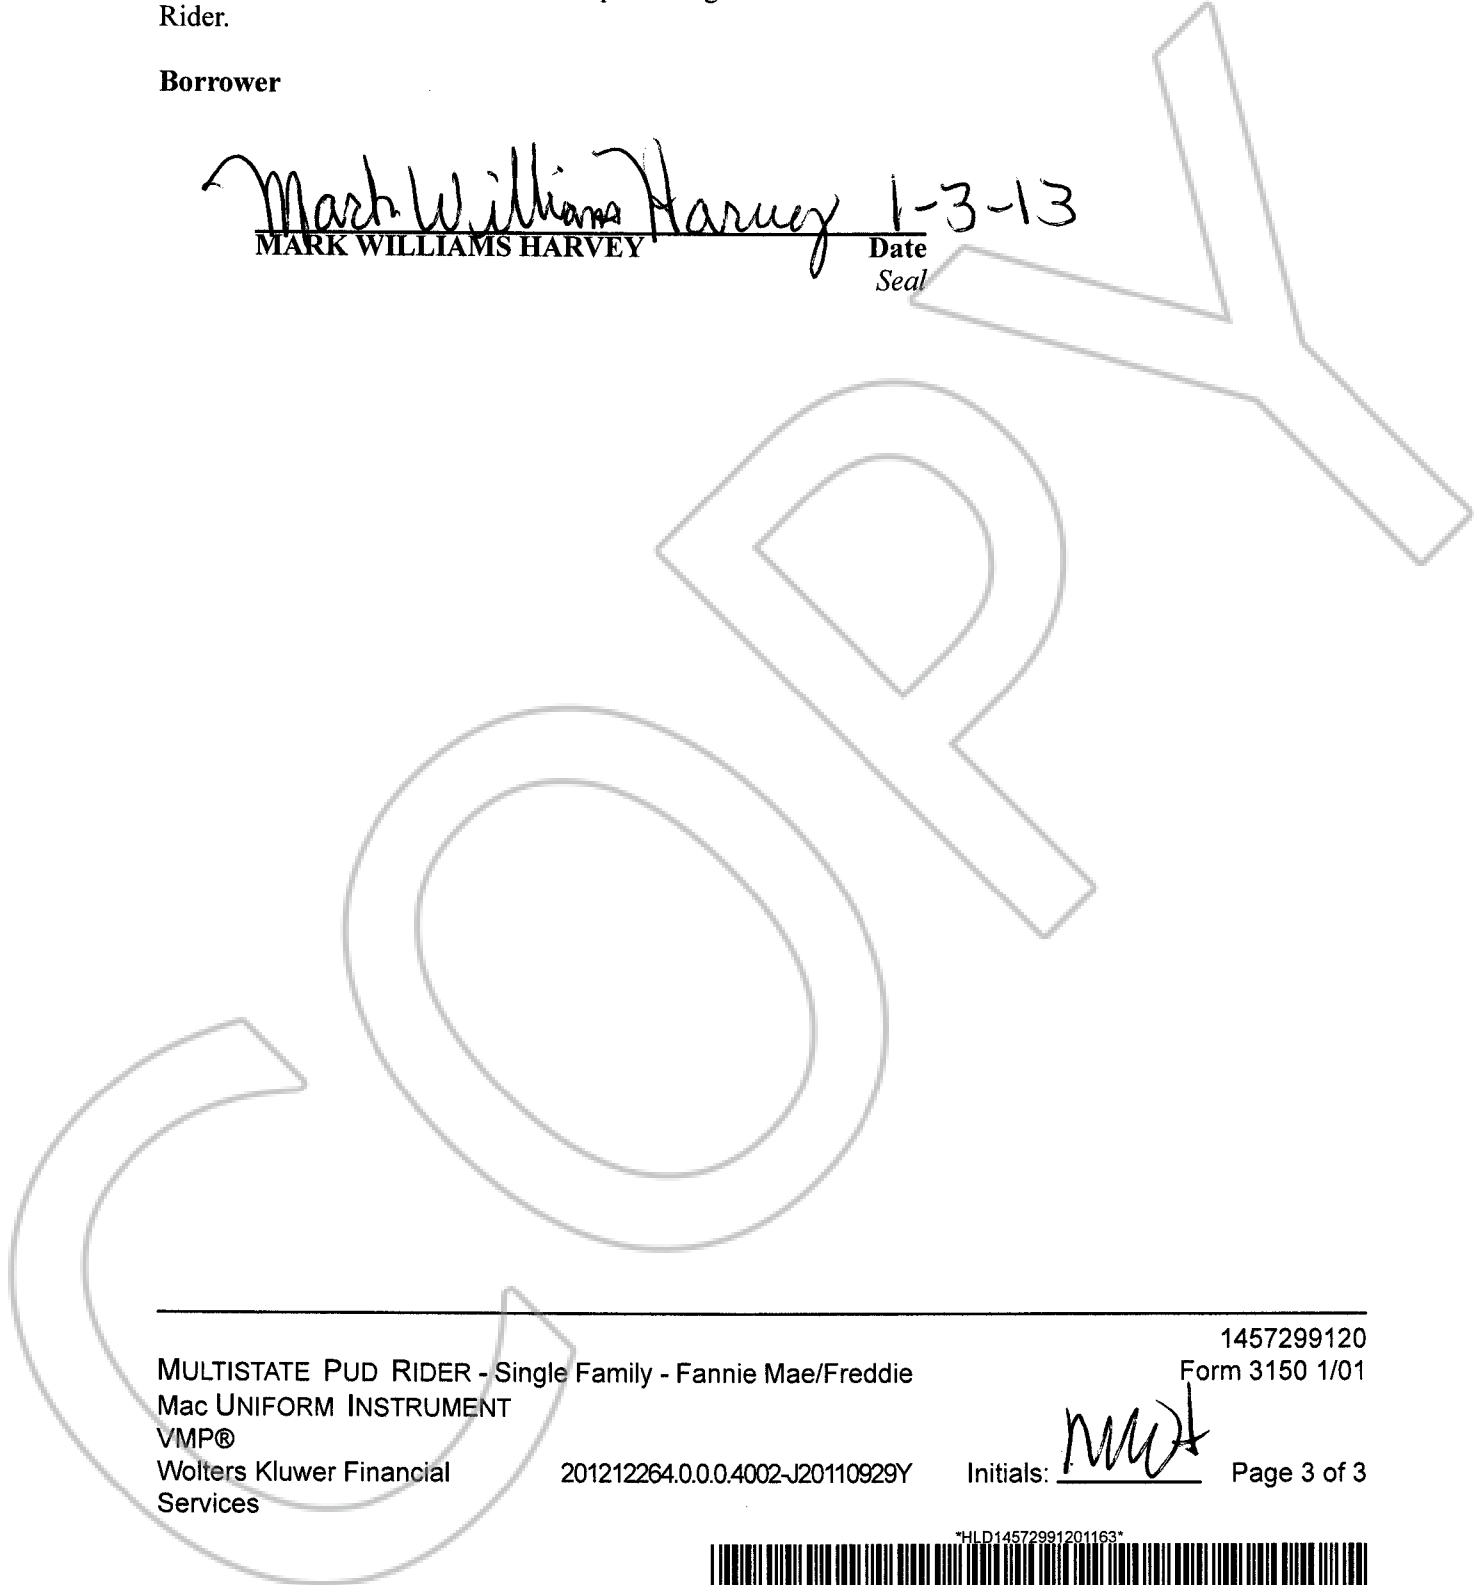 Rider.
Borrower
Mark Williams Harvey 1-3-13
MARK WILLIAMS HARVEY Date
Seal
COPY
1457299120
MULTISTATE PUD RIDER - Single Family - Fannie Mae/Freddie Form 3150 1/01
Mac UNIFORM INSTRUMENT
VMP®
Wolters Kluwer Financial 201212264.0.0.0.4002-J20110929Y Initials: MWH Page 3 of 3
Services
*HLD14572991201163*